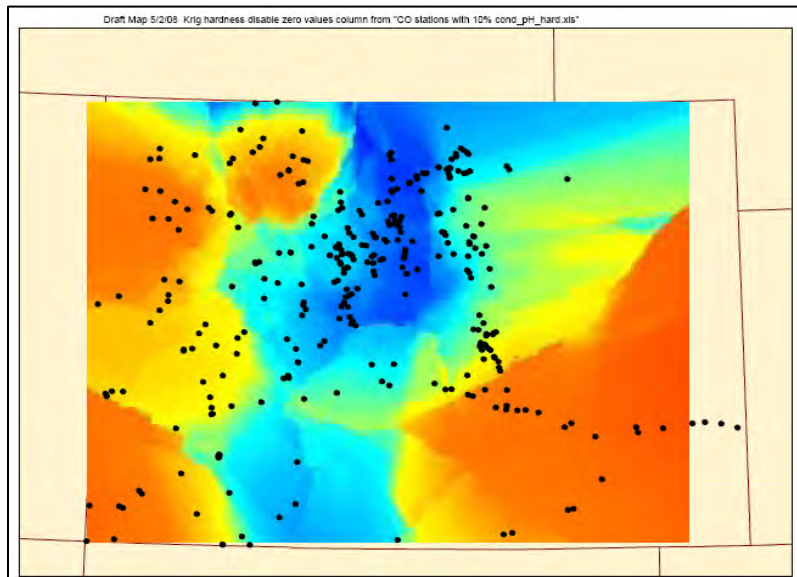 Draft Map 5/2/08 Krig hardness disable zero values column from "CO stations with 10% cond_pH_hard.xls"